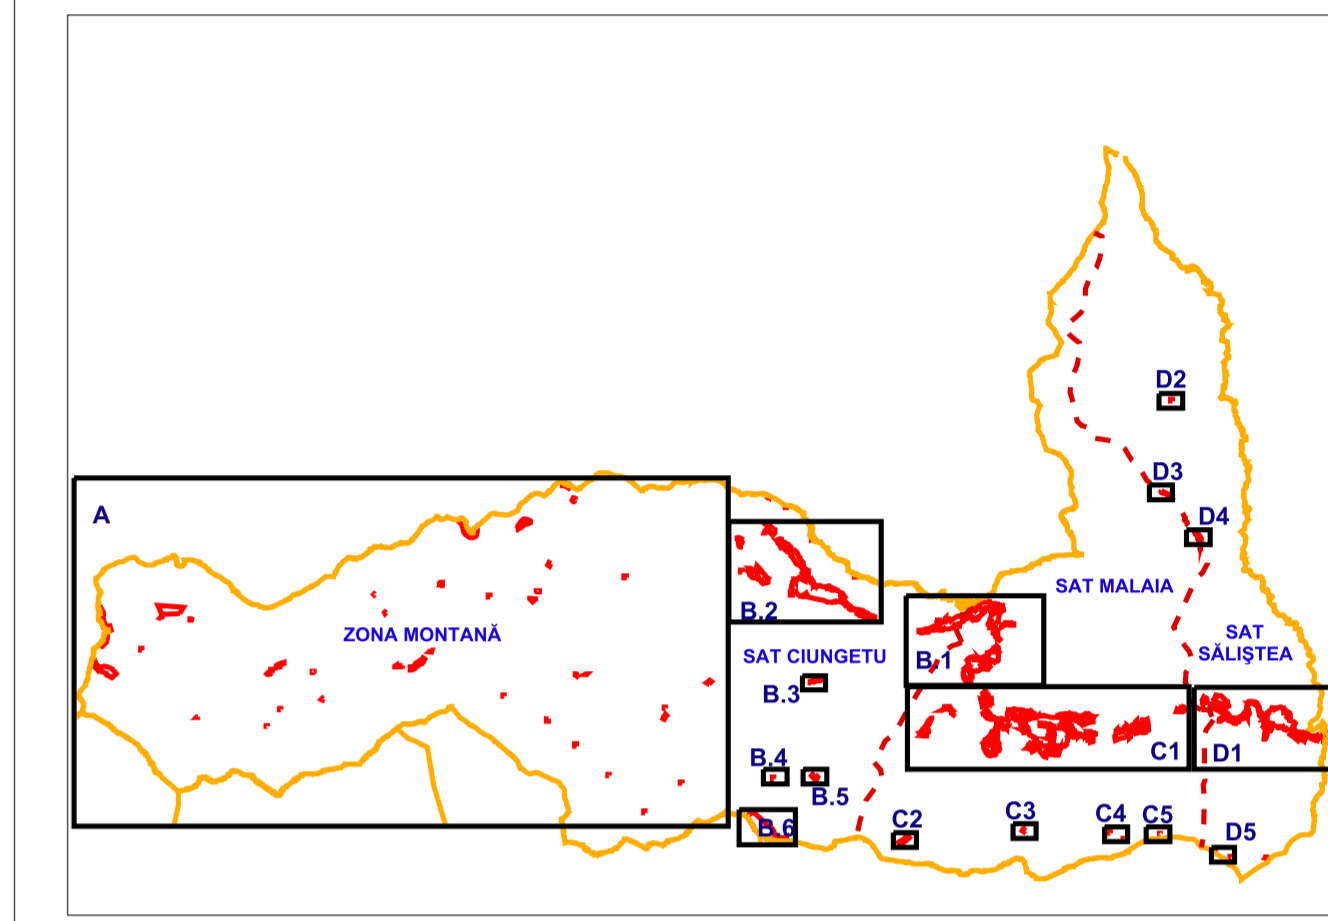 D2
D3
A
D4
SAT MALAIA
B.2
ZONA MONTANĂ
SAT
SĂLIŞTEA
SAT CIUNGETU
B.1
B.3
C1
D1
B.4
B.5
B.6
C2
C3
C4
C5
D5